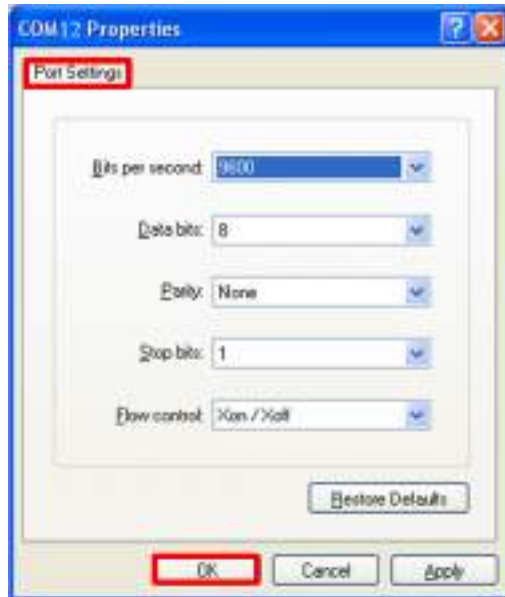 COM12 Properties
Port Settings
Bits per second: 9600
Data bits: 8
Parity: None
Stop bits: 1
Flow control: Xon / Xoff
Restore Defaults
OK Cancel Apply